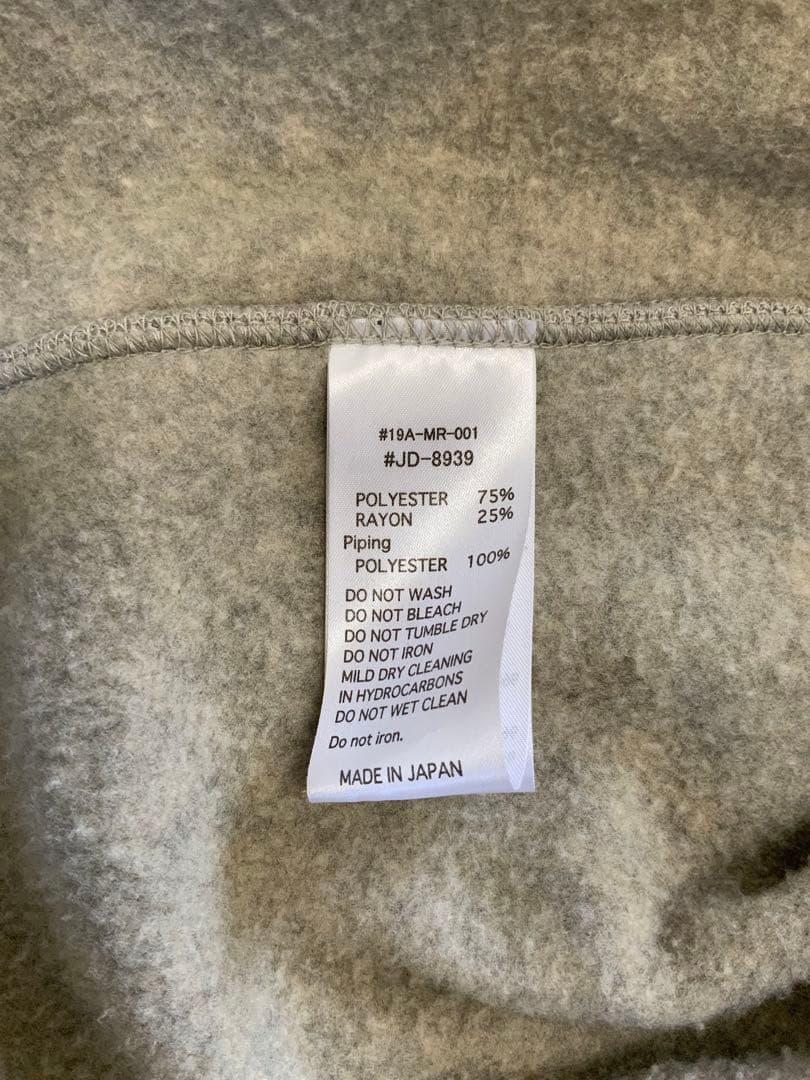 #19A-MR-001
#JD-8939
POLYESTER 75%
RAYON 25%
Piping
POLYESTER 100%
DO NOT WASH
DO NOT BLEACH
DO NOT TUMBLE DRY
DO NOT IRON
MILD DRY CLEANING
IN HYDROCARBONS
DO NOT WET CLEAN
Do not iron.
MADE IN JAPAN